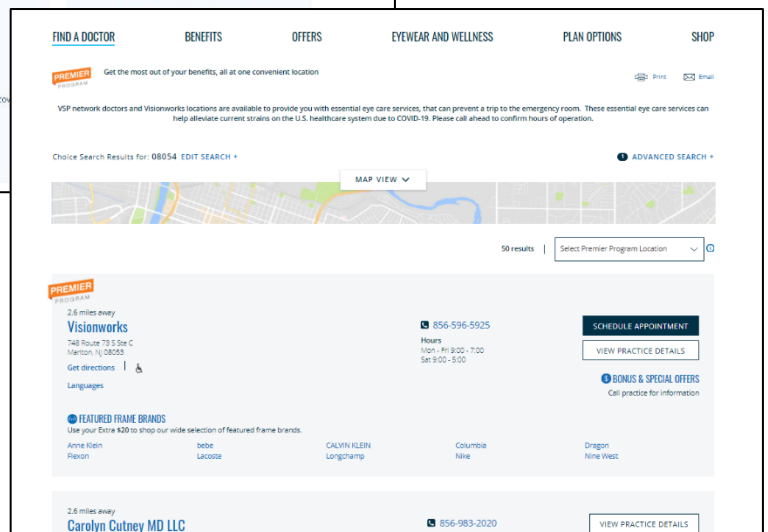 FIND A DOCTOR BENEFITS OFFERS EYEWEAR AND WELLNESS PLAN OPTIONS SHOP
PREMIER
PROGRAM
Get the most out of your benefits, all at one convenient location
Print Email
VSP network doctors and Visionworks locations are available to provide you with essential eye care services, that can prevent a trip to the emergency room. These essential eye care services can
help alleviate current strains on the U.S. healthcare system due to COVID-19. Please call ahead to confirm hours of operation.
Choice Search Results for: 08054 EDIT SEARCH +
1 ADVANCED SEARCH +
MAP VIEW
50 results | Select Premier Program Location
PREMIER
PROGRAM
2.6 miles away
Visionworks
748 Route 73 S Ste C
Marlton, NJ 08053
Get directions |
Languages
856-596-5925
Hours
Mon - Fri 9:00 - 7:00
Sat 9:00 - 5:00
SCHEDULE APPOINTMENT
VIEW PRACTICE DETAILS
$ BONUS & SPECIAL OFFERS
Call practice for information
FEATURED FRAME BRANDS
Use your Extra $20 to shop our wide selection of featured frame brands.
Anne Klein bebe CALVIN KLEIN Columbia Dragon
Flexon Lacoste Longchamp Nike Nine West
2.6 miles away
Carolyn Cutney MD LLC
856-983-2020
VIEW PRACTICE DETAILS